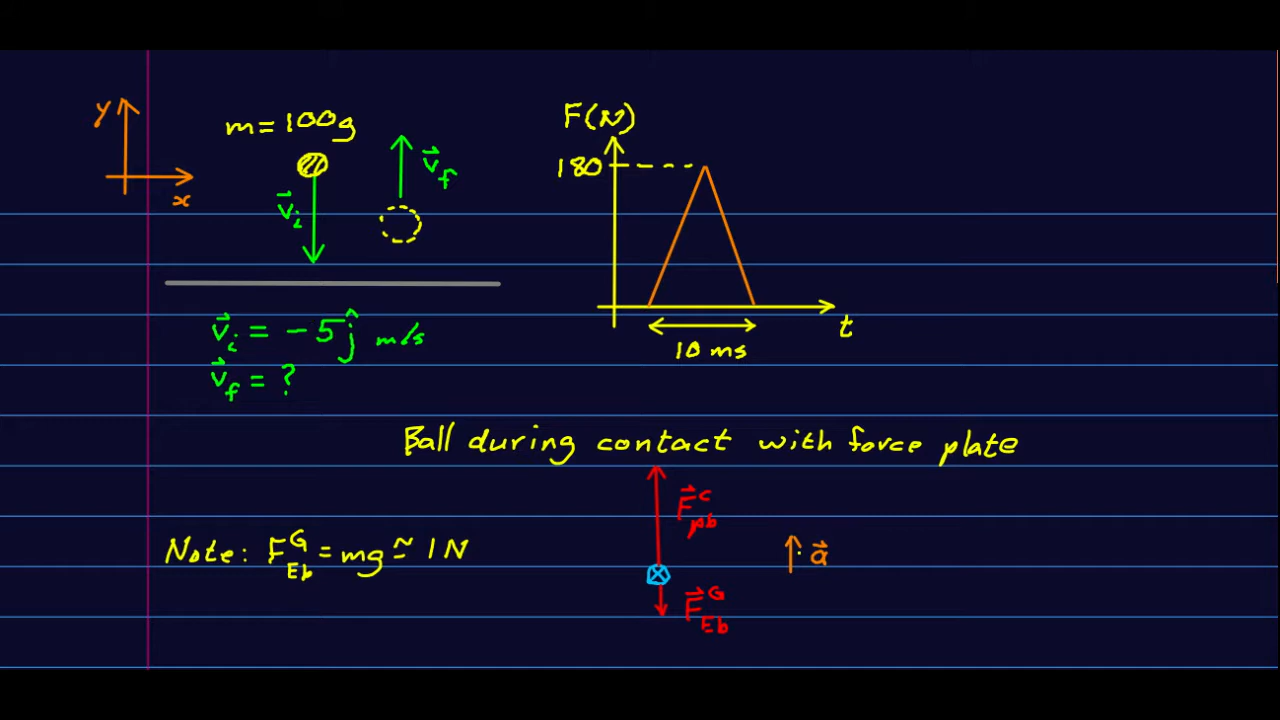 y
x
m = 100g
v⃗i
v⃗f
v⃗i = -5ĵ m/s
v⃗f = ?
F(N)
180
t
10 ms
Ball during contact with force plate
F⃗ᶜpb
Note: Fᴳ_Eb = mg ≃ 1N
a⃗
F⃗ᴳ_Eb